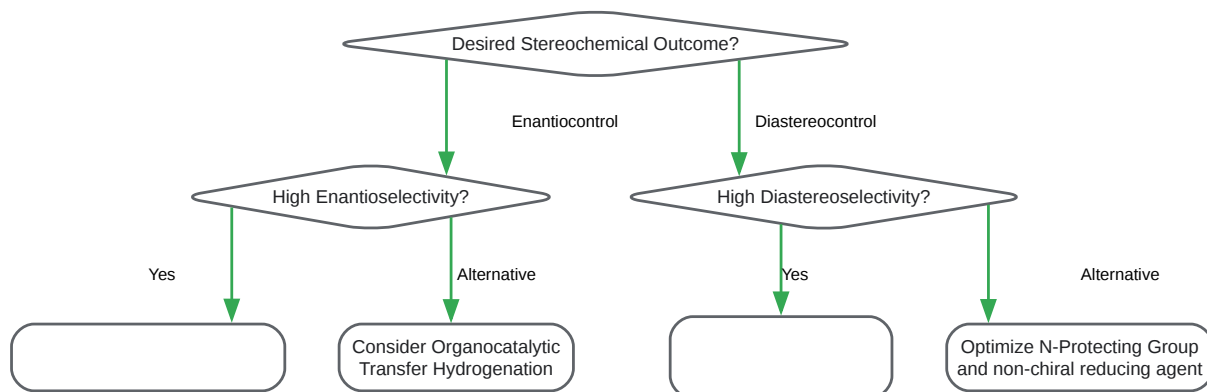 Desired Stereochemical Outcome?
Enantiocontrol
Diastereocontrol
High Enantioselectivity?
High Diastereoselectivity?
Yes
Alternative
Yes
Alternative
Consider Organocatalytic
Transfer Hydrogenation
Optimize N-Protecting Group
and non-chiral reducing agent